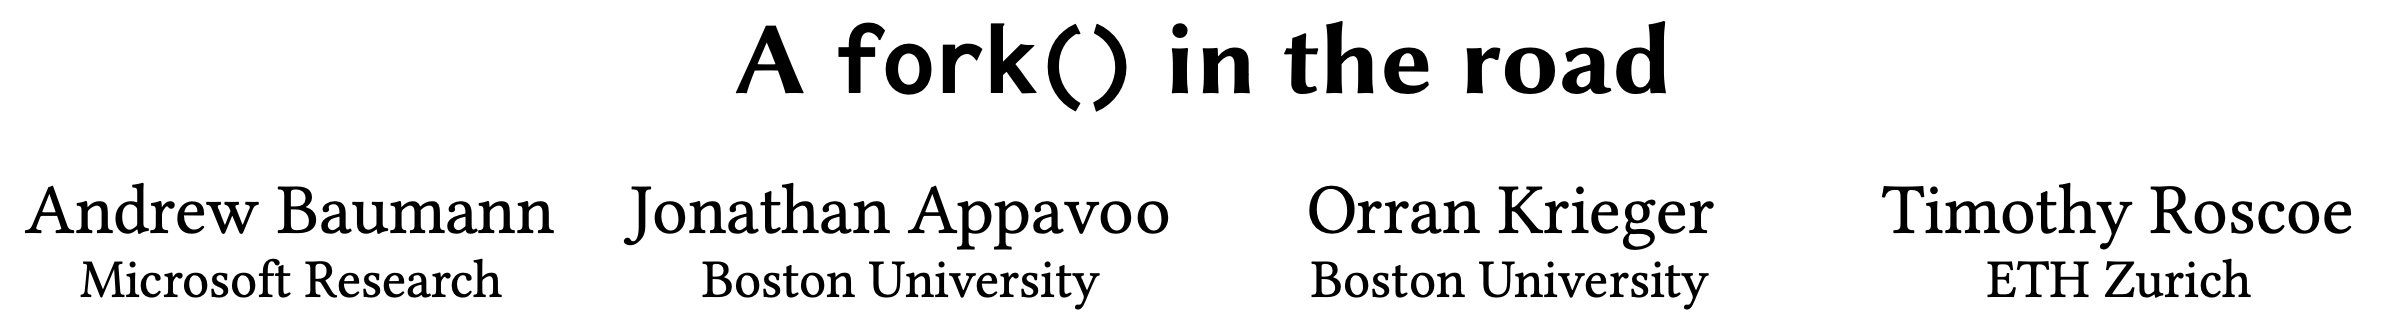 A fork() in the road
Andrew Baumann Jonathan Appavoo Orran Krieger Timothy Roscoe
Microsoft Research Boston University Boston University ETH Zurich